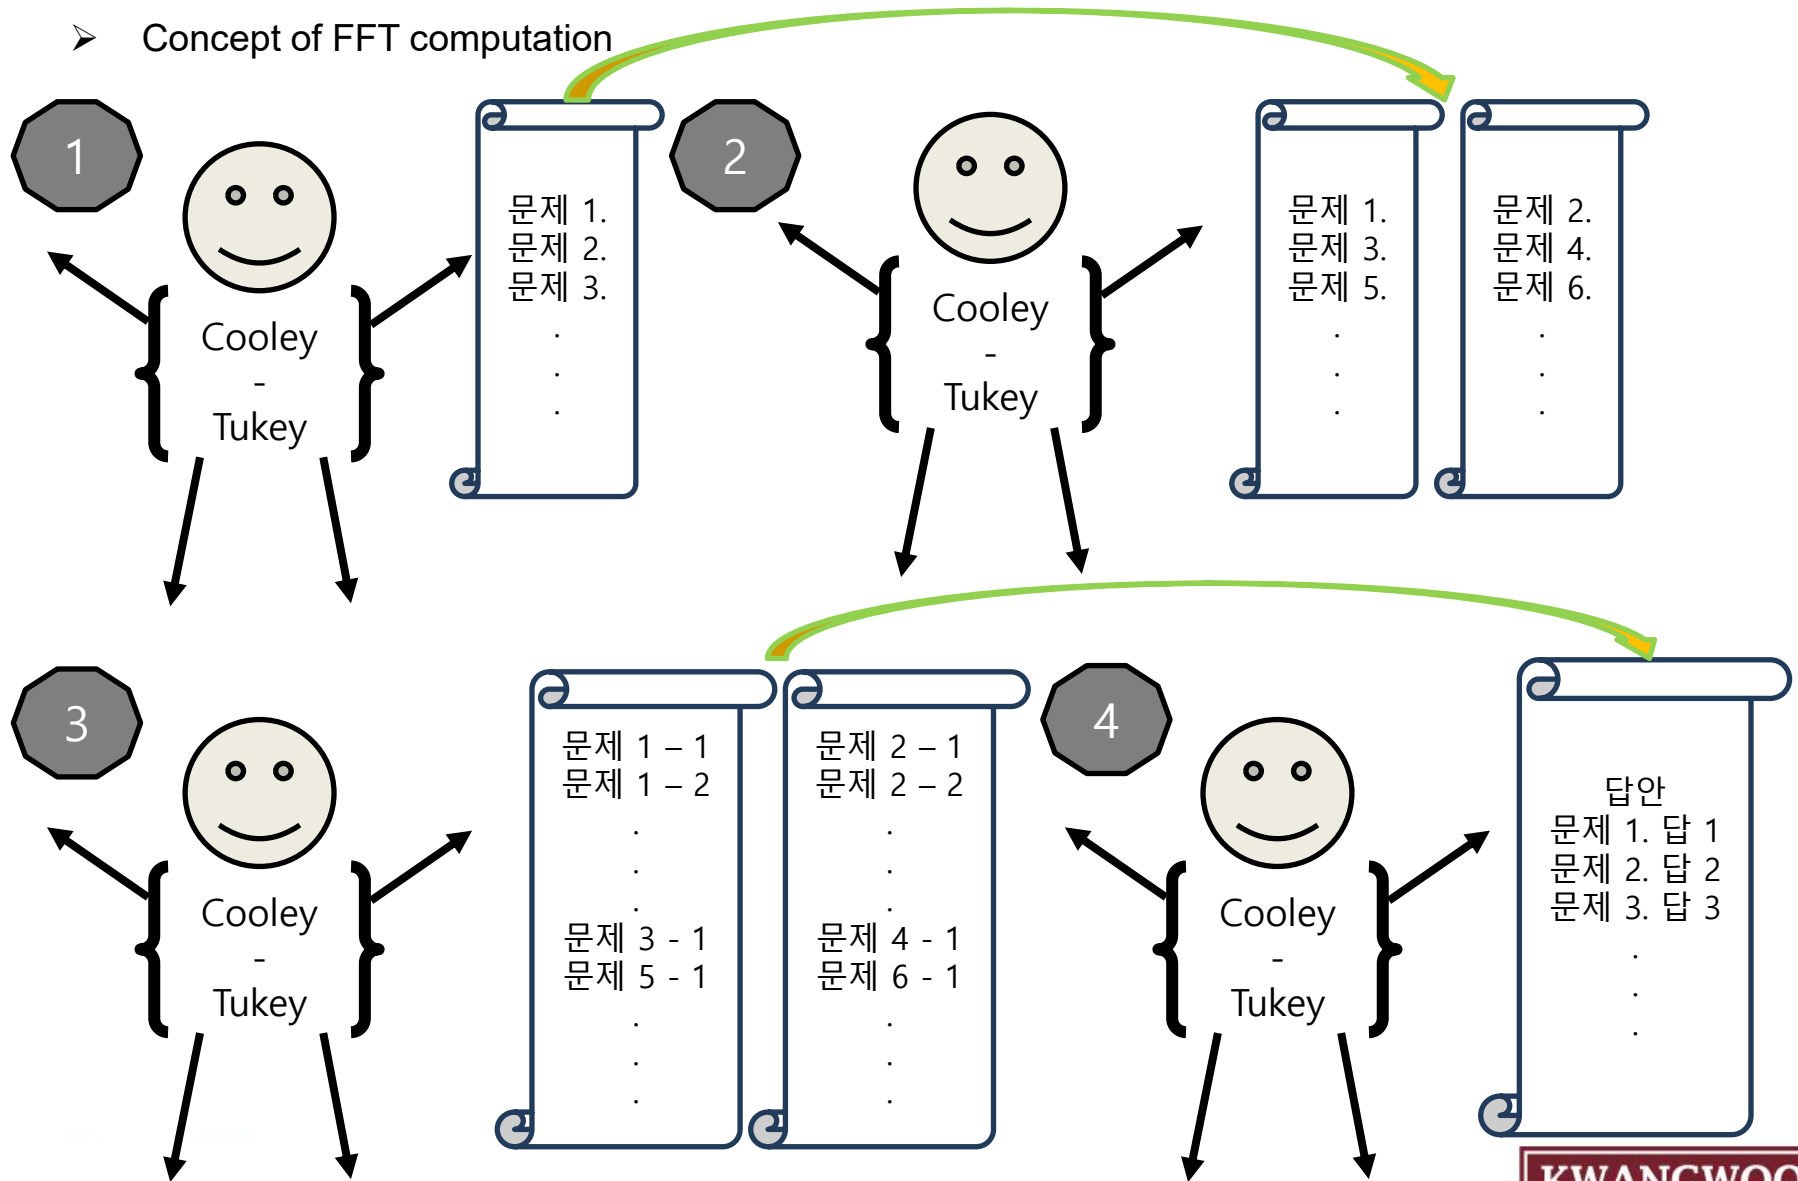 ➢ Concept of FFT computation
1
Cooley
-
Tukey
문제 1.
문제 2.
문제 3.
.
.
.
2
Cooley
-
Tukey
문제 1.
문제 3.
문제 5.
.
.
.
문제 2.
문제 4.
문제 6.
.
.
.
3
Cooley
-
Tukey
문제 1 – 1
문제 1 – 2
.
.
.
문제 3 - 1
문제 5 - 1
.
.
.
문제 2 – 1
문제 2 – 2
.
.
.
문제 4 - 1
문제 6 - 1
.
.
.
4
Cooley
-
Tukey
답안
문제 1. 답 1
문제 2. 답 2
문제 3. 답 3
.
.
.